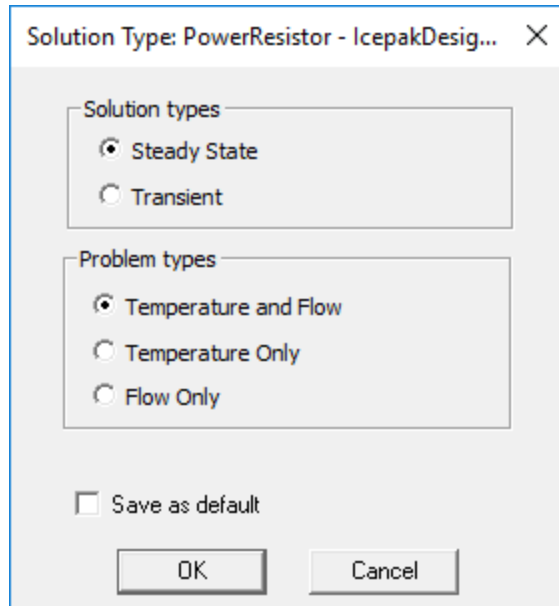 Solution Type: PowerResistor - IcepakDesig...
Solution types
Steady State
Transient
Problem types
Temperature and Flow
Temperature Only
Flow Only
Save as default
OK Cancel